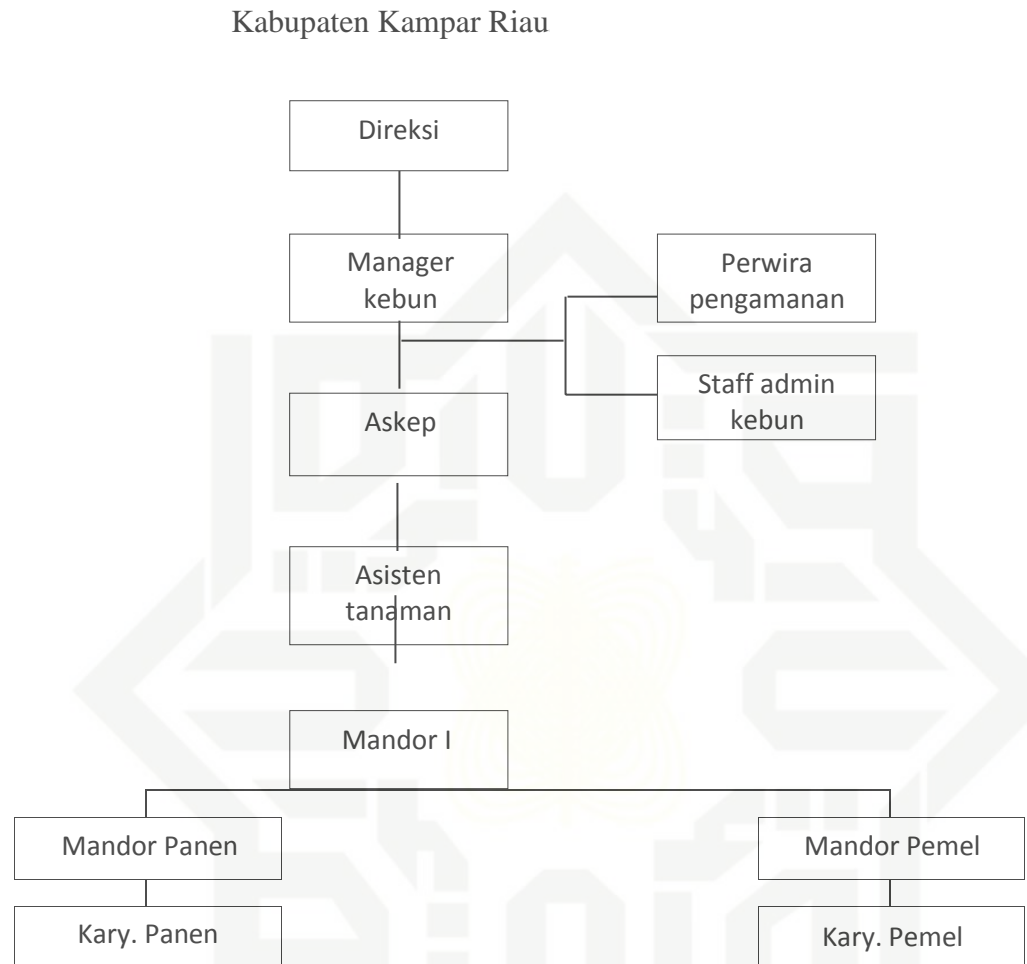 Kabupaten Kampar Riau
Direksi
Manager
kebun
Perwira
pengamanan
Staff admin
kebun
Askep
Asisten
tanaman
Mandor I
Mandor Panen
Mandor Pemel
Kary. Panen
Kary. Pemel